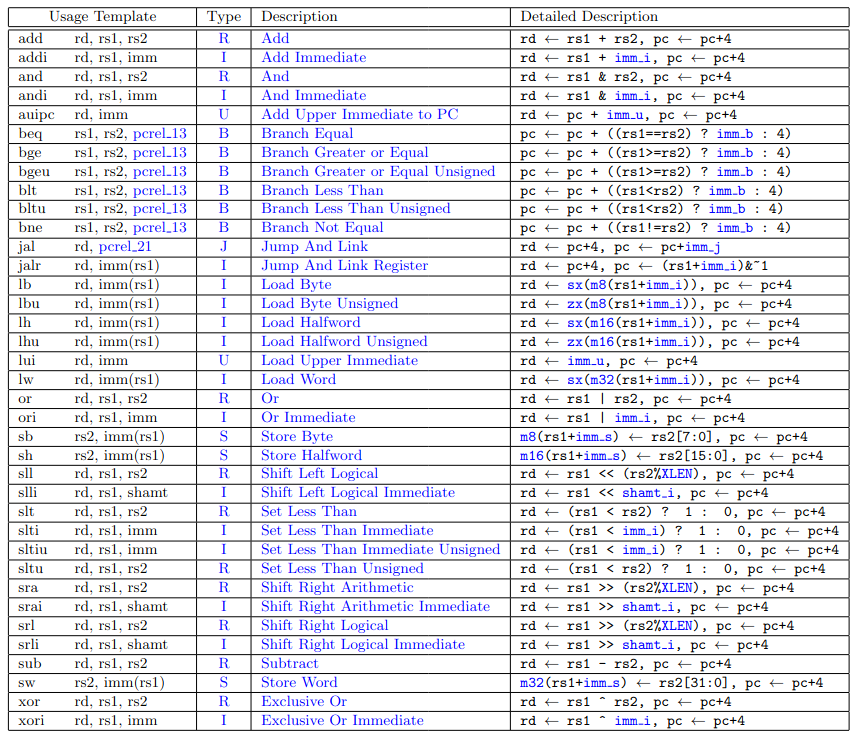 Usage Template Type Description Detailed Description
add rd, rs1, rs2 R Add rd ← rs1 + rs2, pc ← pc+4
addi rd, rs1, imm I Add Immediate rd ← rs1 + imm_i, pc ← pc+4
and rd, rs1, rs2 R And rd ← rs1 & rs2, pc ← pc+4
andi rd, rs1, imm I And Immediate rd ← rs1 & imm_i, pc ← pc+4
auipc rd, imm U Add Upper Immediate to PC rd ← pc + imm_u, pc ← pc+4
beq rs1, rs2, pcrel_13 B Branch Equal pc ← pc + ((rs1==rs2) ? imm_b : 4)
bge rs1, rs2, pcrel_13 B Branch Greater or Equal pc ← pc + ((rs1>=rs2) ? imm_b : 4)
bgeu rs1, rs2, pcrel_13 B Branch Greater or Equal Unsigned pc ← pc + ((rs1>=rs2) ? imm_b : 4)
blt rs1, rs2, pcrel_13 B Branch Less Than pc ← pc + ((rs1<rs2) ? imm_b : 4)
bltu rs1, rs2, pcrel_13 B Branch Less Than Unsigned pc ← pc + ((rs1<rs2) ? imm_b : 4)
bne rs1, rs2, pcrel_13 B Branch Not Equal pc ← pc + ((rs1!=rs2) ? imm_b : 4)
jal rd, pcrel_21 J Jump And Link rd ← pc+4, pc ← pc+imm_j
jalr rd, imm(rs1) I Jump And Link Register rd ← pc+4, pc ← (rs1+imm_i)&~1
lb rd, imm(rs1) I Load Byte rd ← sx(m8(rs1+imm_i)), pc ← pc+4
lbu rd, imm(rs1) I Load Byte Unsigned rd ← zx(m8(rs1+imm_i)), pc ← pc+4
lh rd, imm(rs1) I Load Halfword rd ← sx(m16(rs1+imm_i)), pc ← pc+4
lhu rd, imm(rs1) I Load Halfword Unsigned rd ← zx(m16(rs1+imm_i)), pc ← pc+4
lui rd, imm U Load Upper Immediate rd ← imm_u, pc ← pc+4
lw rd, imm(rs1) I Load Word rd ← sx(m32(rs1+imm_i)), pc ← pc+4
or rd, rs1, rs2 R Or rd ← rs1 | rs2, pc ← pc+4
ori rd, rs1, imm I Or Immediate rd ← rs1 | imm_i, pc ← pc+4
sb rs2, imm(rs1) S Store Byte m8(rs1+imm_s) ← rs2[7:0], pc ← pc+4
sh rs2, imm(rs1) S Store Halfword m16(rs1+imm_s) ← rs2[15:0], pc ← pc+4
sll rd, rs1, rs2 R Shift Left Logical rd ← rs1 << (rs2%XLEN), pc ← pc+4
slli rd, rs1, shamt I Shift Left Logical Immediate rd ← rs1 << shamt_i, pc ← pc+4
slt rd, rs1, rs2 R Set Less Than rd ← (rs1 < rs2) ? 1 : 0, pc ← pc+4
slti rd, rs1, imm I Set Less Than Immediate rd ← (rs1 < imm_i) ? 1 : 0, pc ← pc+4
sltiu rd, rs1, imm I Set Less Than Immediate Unsigned rd ← (rs1 < imm_i) ? 1 : 0, pc ← pc+4
sltu rd, rs1, rs2 R Set Less Than Unsigned rd ← (rs1 < rs2) ? 1 : 0, pc ← pc+4
sra rd, rs1, rs2 R Shift Right Arithmetic rd ← rs1 >> (rs2%XLEN), pc ← pc+4
srai rd, rs1, shamt I Shift Right Arithmetic Immediate rd ← rs1 >> shamt_i, pc ← pc+4
srl rd, rs1, rs2 R Shift Right Logical rd ← rs1 >> (rs2%XLEN), pc ← pc+4
srli rd, rs1, shamt I Shift Right Logical Immediate rd ← rs1 >> shamt_i, pc ← pc+4
sub rd, rs1, rs2 R Subtract rd ← rs1 - rs2, pc ← pc+4
sw rs2, imm(rs1) S Store Word m32(rs1+imm_s) ← rs2[31:0], pc ← pc+4
xor rd, rs1, rs2 R Exclusive Or rd ← rs1 ^ rs2, pc ← pc+4
xori rd, rs1, imm I Exclusive Or Immediate rd ← rs1 ^ imm_i, pc ← pc+4